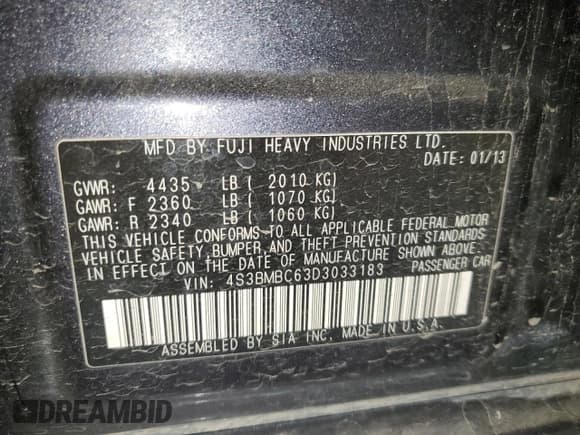 MFD BY FUJI HEAVY INDUSTRIES LTD.
DATE: 01/13
GVWR: 4435 LB ( 2010 KG)
GAWR: F 2360 LB ( 1070 KG)
GAWR: R 2340 LB ( 1060 KG)
THIS VEHICLE CONFORMS TO ALL APPLICABLE FEDERAL MOTOR
VEHICLE SAFETY,BUMPER,AND THEFT PREVENTION STANDARDS
IN EFFECT ON THE DATE OF MANUFACTURE SHOWN ABOVE.
VIN: 4S3BMBC63D3033183 PASSENGER CAR
ASSEMBLED BY SIA INC. MADE IN U.S.A.
DREAMBID